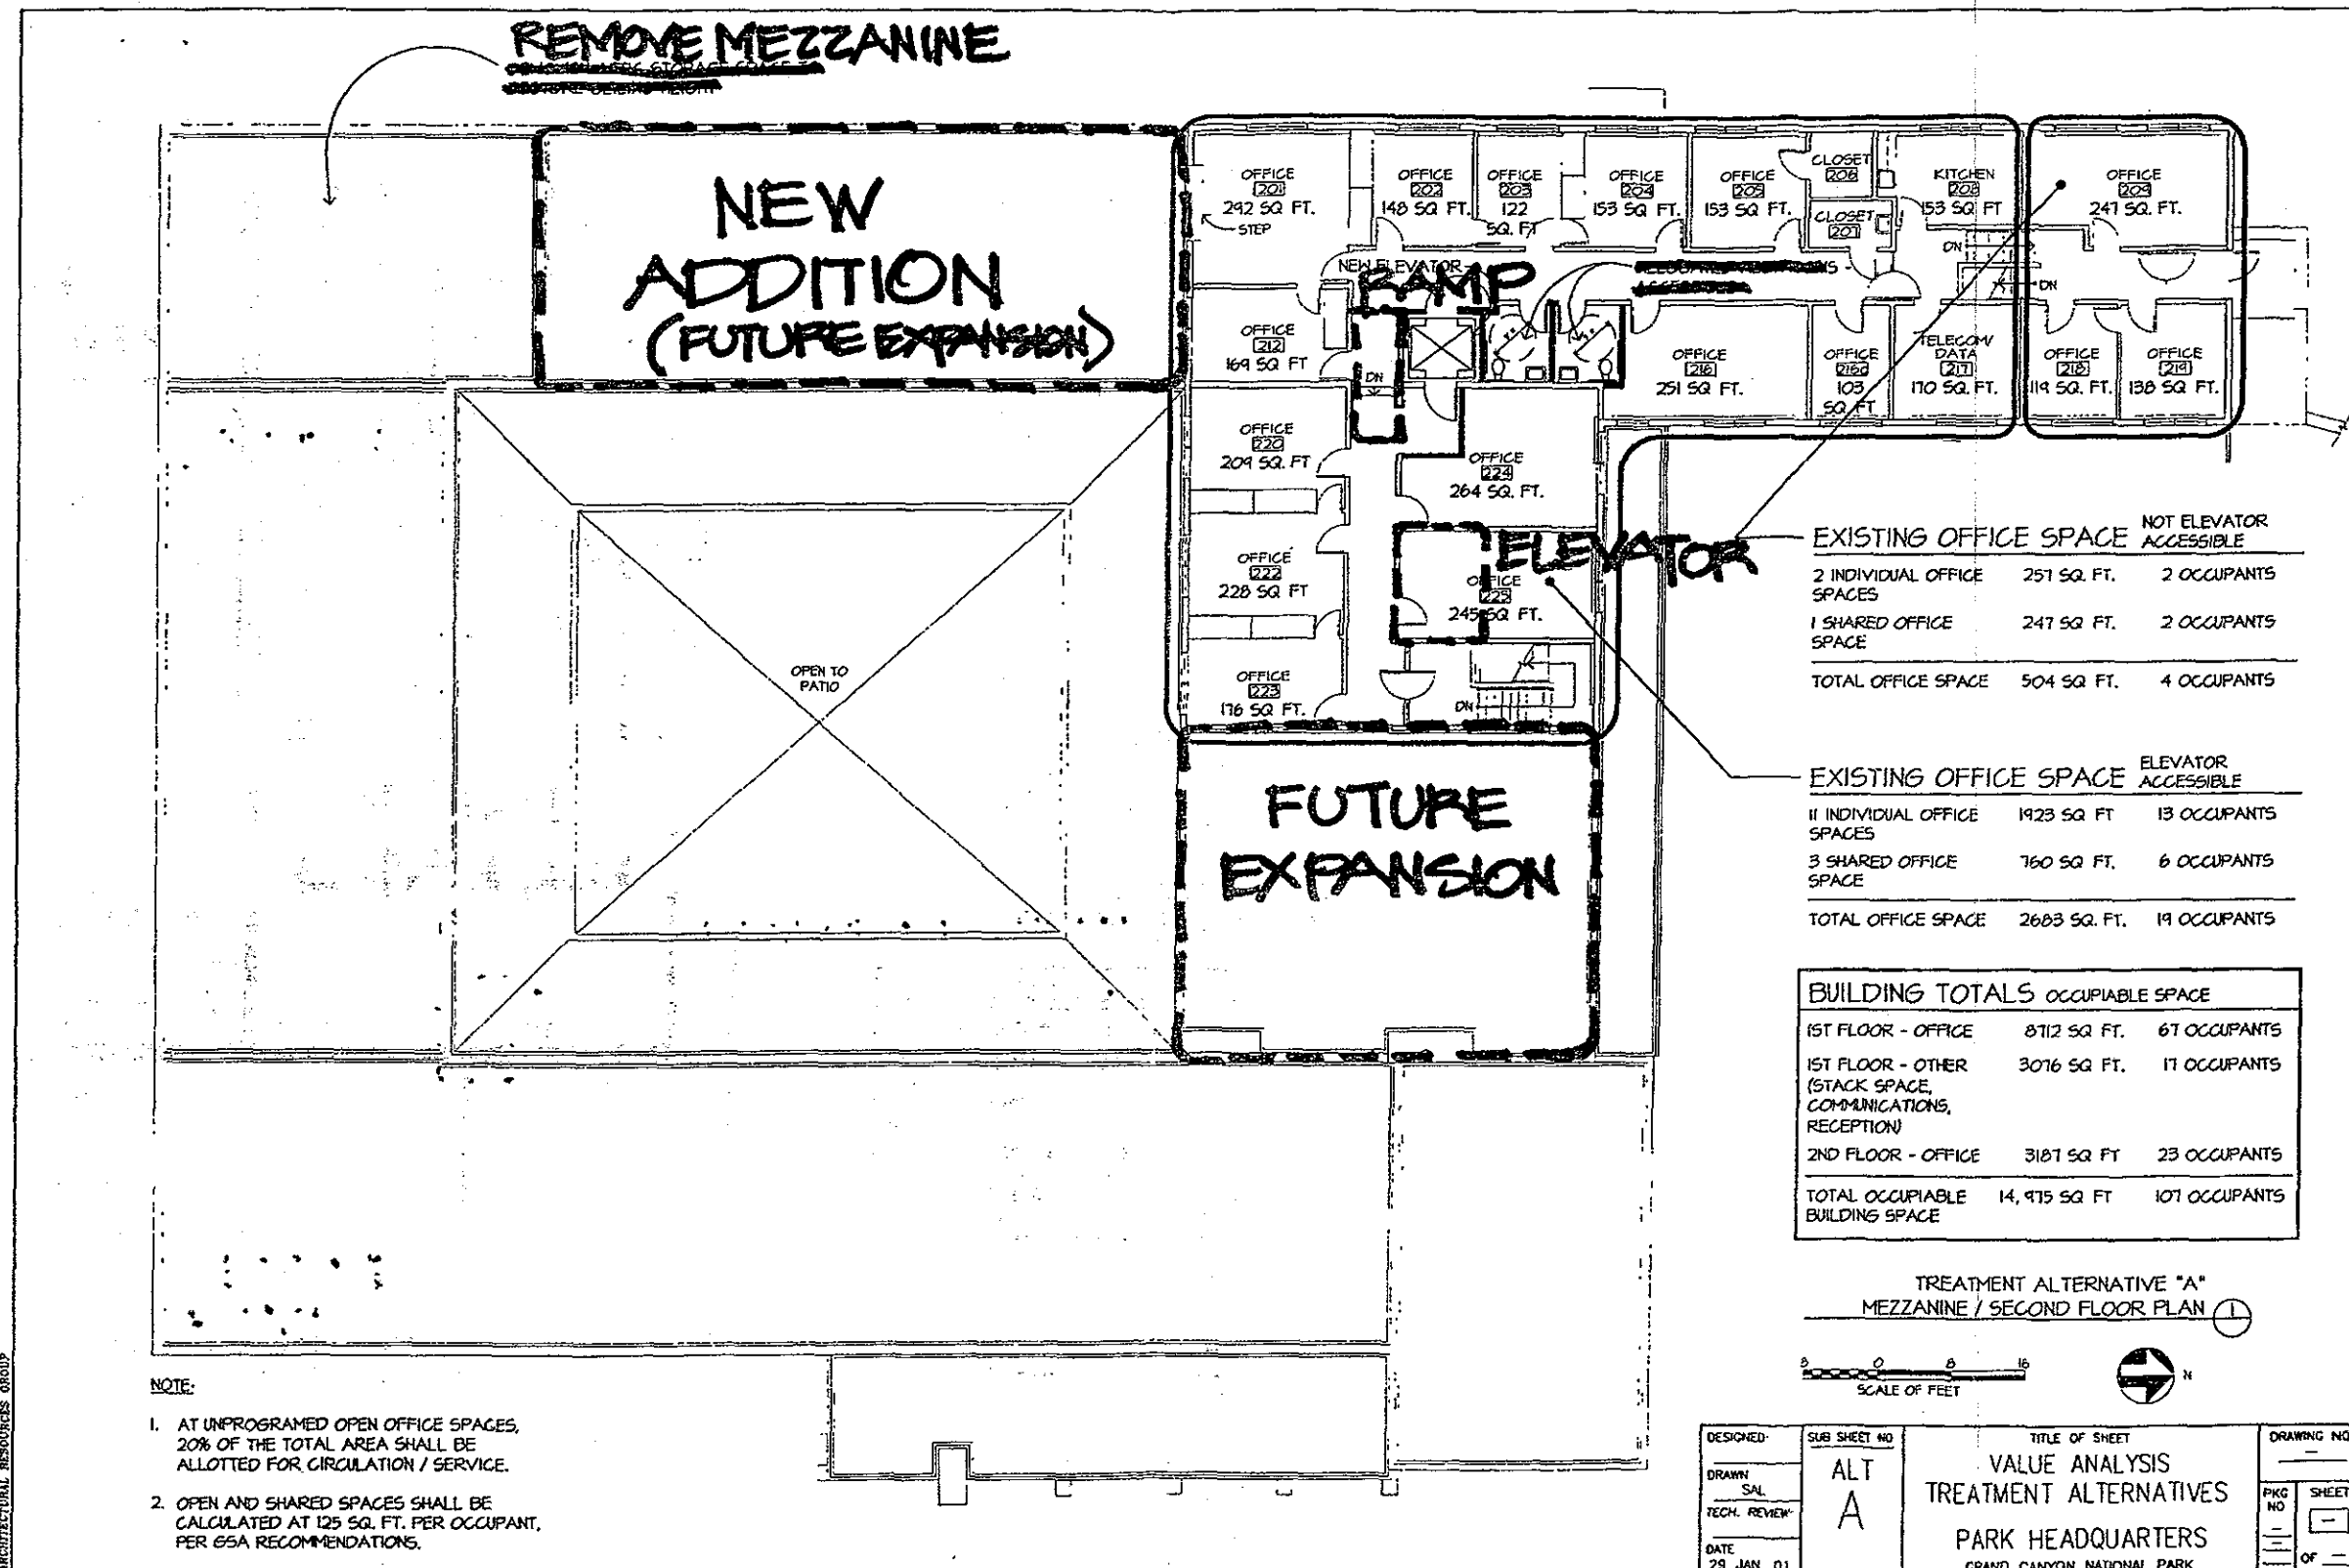 REMOVE MEZZANINE
NEW
ADDITION
(FUTURE EXPANSION)
OFFICE
201
292 SQ FT.
STEP
OFFICE
202
148 SQ FT.
OFFICE
203
122
SQ. FT
OFFICE
204
153 SQ FT.
OFFICE
205
153 SQ FT.
CLOSET
206
CLOSET
207
KITCHEN
208
153 SQ FT
OFFICE
209
247 SQ. FT.
DN
DN
NEW ELEVATOR
RAMP
OFFICE
212
169 SQ FT
DN
OFFICE
216
251 SQ FT.
OFFICE
216a
103
SQ FT
TELECOM/
DATA
217
170 SQ. FT.
OFFICE
218
119 SQ. FT.
OFFICE
219
138 SQ FT.
OFFICE
220
209 SQ. FT
OFFICE
224
264 SQ. FT.
OFFICE
222
228 SQ FT
ELEVATOR
OFFICE
225
245 SQ FT.
OFFICE
223
176 SQ FT.
DN
OPEN TO
PATIO
FUTURE
EXPANSION
EXISTING OFFICE SPACE NOT ELEVATOR
ACCESSIBLE
2 INDIVIDUAL OFFICE 257 SQ FT. 2 OCCUPANTS
SPACES
1 SHARED OFFICE 247 SQ FT. 2 OCCUPANTS
SPACE
TOTAL OFFICE SPACE 504 SQ FT. 4 OCCUPANTS
EXISTING OFFICE SPACE ELEVATOR
ACCESSIBLE
11 INDIVIDUAL OFFICE 1923 SQ FT 13 OCCUPANTS
SPACES
3 SHARED OFFICE 760 SQ FT. 6 OCCUPANTS
SPACE
TOTAL OFFICE SPACE 2683 SQ. FT. 19 OCCUPANTS
BUILDING TOTALS OCCUPIABLE SPACE
1ST FLOOR - OFFICE 8712 SQ FT. 67 OCCUPANTS
1ST FLOOR - OTHER 3076 SQ FT. 17 OCCUPANTS
(STACK SPACE,
COMMUNICATIONS,
RECEPTION)
2ND FLOOR - OFFICE 3187 SQ FT 23 OCCUPANTS
TOTAL OCCUPIABLE 14,975 SQ FT 107 OCCUPANTS
BUILDING SPACE
TREATMENT ALTERNATIVE "A"
MEZZANINE / SECOND FLOOR PLAN 1
8 0 8 16
SCALE OF FEET
N
NOTE:
1. AT UNPROGRAMED OPEN OFFICE SPACES,
20% OF THE TOTAL AREA SHALL BE
ALLOTTED FOR CIRCULATION / SERVICE.
2. OPEN AND SHARED SPACES SHALL BE
CALCULATED AT 125 SQ. FT. PER OCCUPANT,
PER GSA RECOMMENDATIONS.
ARCHITECTURAL RESOURCES GROUP
DESIGNED:
DRAWN
SAL
TECH. REVIEW:
DATE
29 JAN 01
SUB SHEET NO
ALT
A
TITLE OF SHEET
VALUE ANALYSIS
TREATMENT ALTERNATIVES
PARK HEADQUARTERS
GRAND CANYON NATIONAL PARK
DRAWING NO
PKG
NO
SHEET
OF